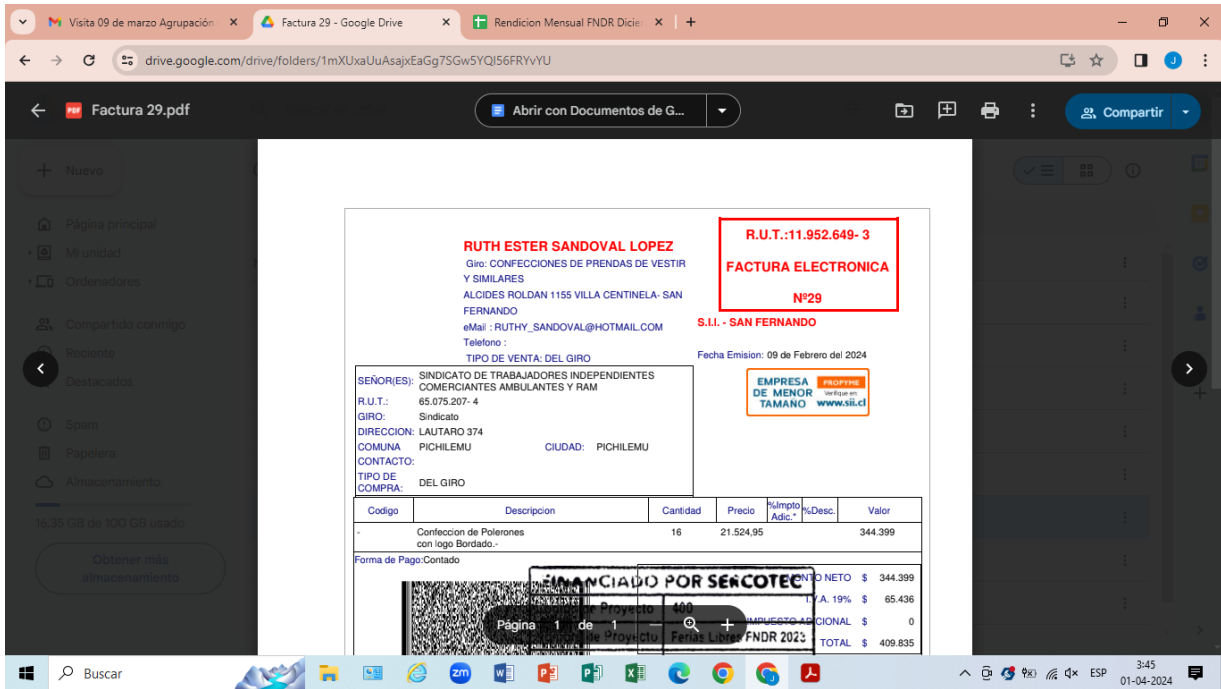 Visita 09 de marzo Agrupación
Factura 29 - Google Drive
Rendicion Mensual FNDR Dicier
drive.google.com/drive/folders/1mXUxaUuAsajxEaGg7SGw5YQI56FRYvYU
J
PDF
Factura 29.pdf
Abrir con Documentos de G...
Compartir
Nuevo
Página principal
Mi unidad
Ordenadores
Compartido conmigo
Reciente
Destacados
Spam
Papelera
Almacenamiento
16.35 GB de 100 GB usado
Obtener más
almacenamiento
RUTH ESTER SANDOVAL LOPEZ
Giro: CONFECCIONES DE PRENDAS DE VESTIR
Y SIMILARES
ALCIDES ROLDAN 1155 VILLA CENTINELA- SAN
FERNANDO
eMail : RUTHY_SANDOVAL@HOTMAIL.COM
Telefono :
TIPO DE VENTA: DEL GIRO
R.U.T.:11.952.649- 3
FACTURA ELECTRONICA
Nº29
S.I.I. - SAN FERNANDO
Fecha Emision: 09 de Febrero del 2024
EMPRESA
DE MENOR
TAMAÑO
PROPYME
Verifique en:
www.sii.cl
SEÑOR(ES): SINDICATO DE TRABAJADORES INDEPENDIENTES
COMERCIANTES AMBULANTES Y RAM
R.U.T.: 65.075.207- 4
GIRO: Sindicato
DIRECCION: LAUTARO 374
COMUNA PICHILEMU CIUDAD: PICHILEMU
CONTACTO:
TIPO DE
COMPRA: DEL GIRO
Codigo Descripcion Cantidad Precio %Impto Adic.* %Desc. Valor
- Confeccion de Polerones 16 21.524,95 344.399
con logo Bordado.-
Forma de Pago:Contado
FINANCIADO POR SERCOTEC
MONTO NETO $ 344.399
I.V.A. 19% $ 65.436
IMPUESTO ADICIONAL $ 0
TOTAL $ 409.835
de Proyecto 400
de Proyecto Ferias Libres FNDR 2023
Página 1 de 1
Buscar
ESP
3:45
01-04-2024